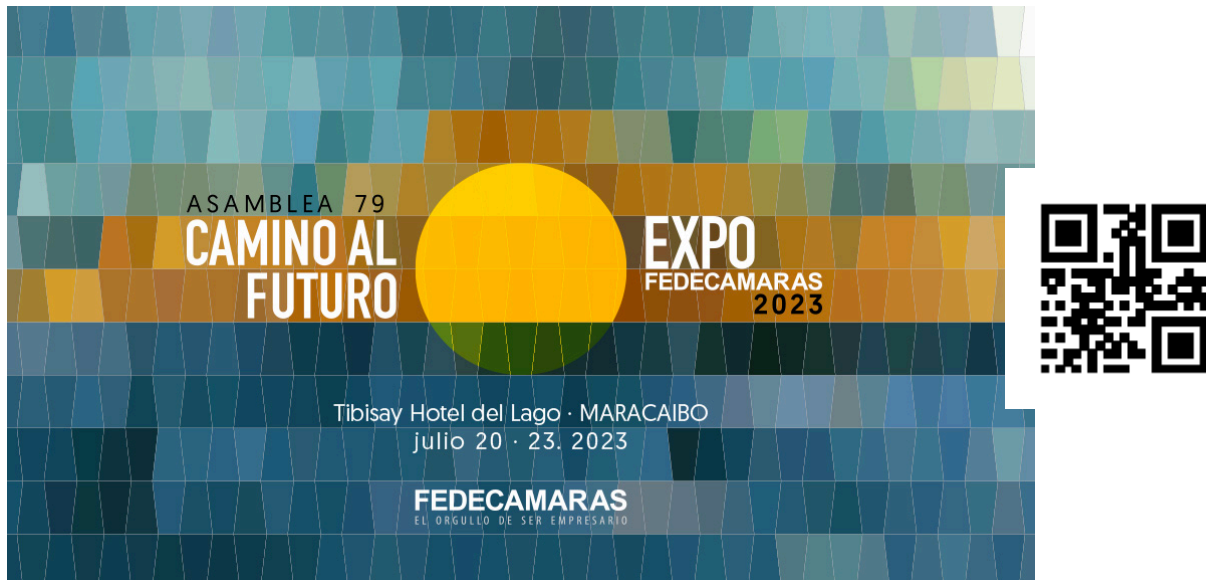 ASAMBLEA 79
CAMINO AL
FUTURO
EXPO
FEDECAMARAS
2023
Tibisay Hotel del Lago · MARACAIBO
julio 20 · 23. 2023
FEDECAMARAS
EL ORGULLO DE SER EMPRESARIO